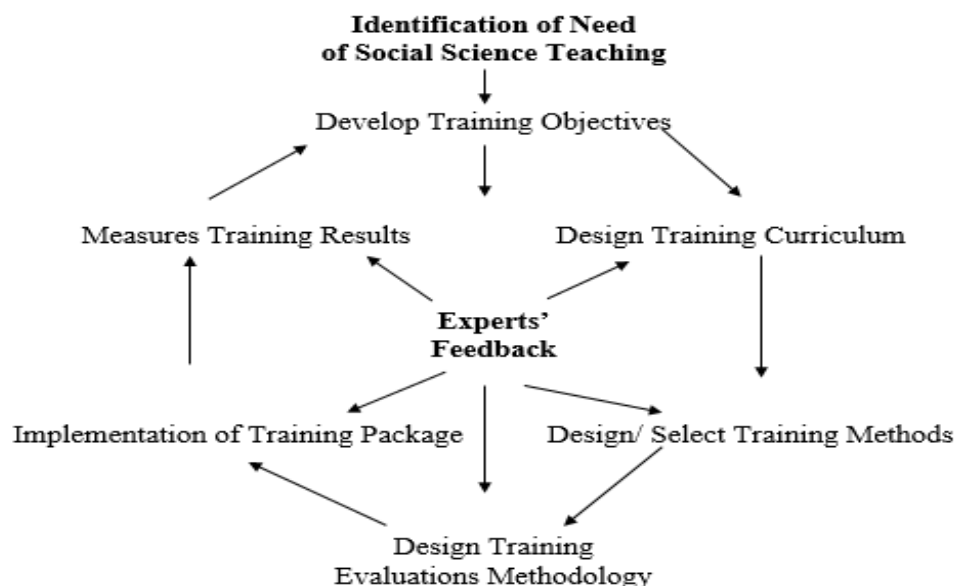 Identification of Need
of Social Science Teaching
Develop Training Objectives
Measures Training Results
Design Training Curriculum
Experts’
Feedback
Implementation of Training Package
Design/ Select Training Methods
Design Training
Evaluations Methodology